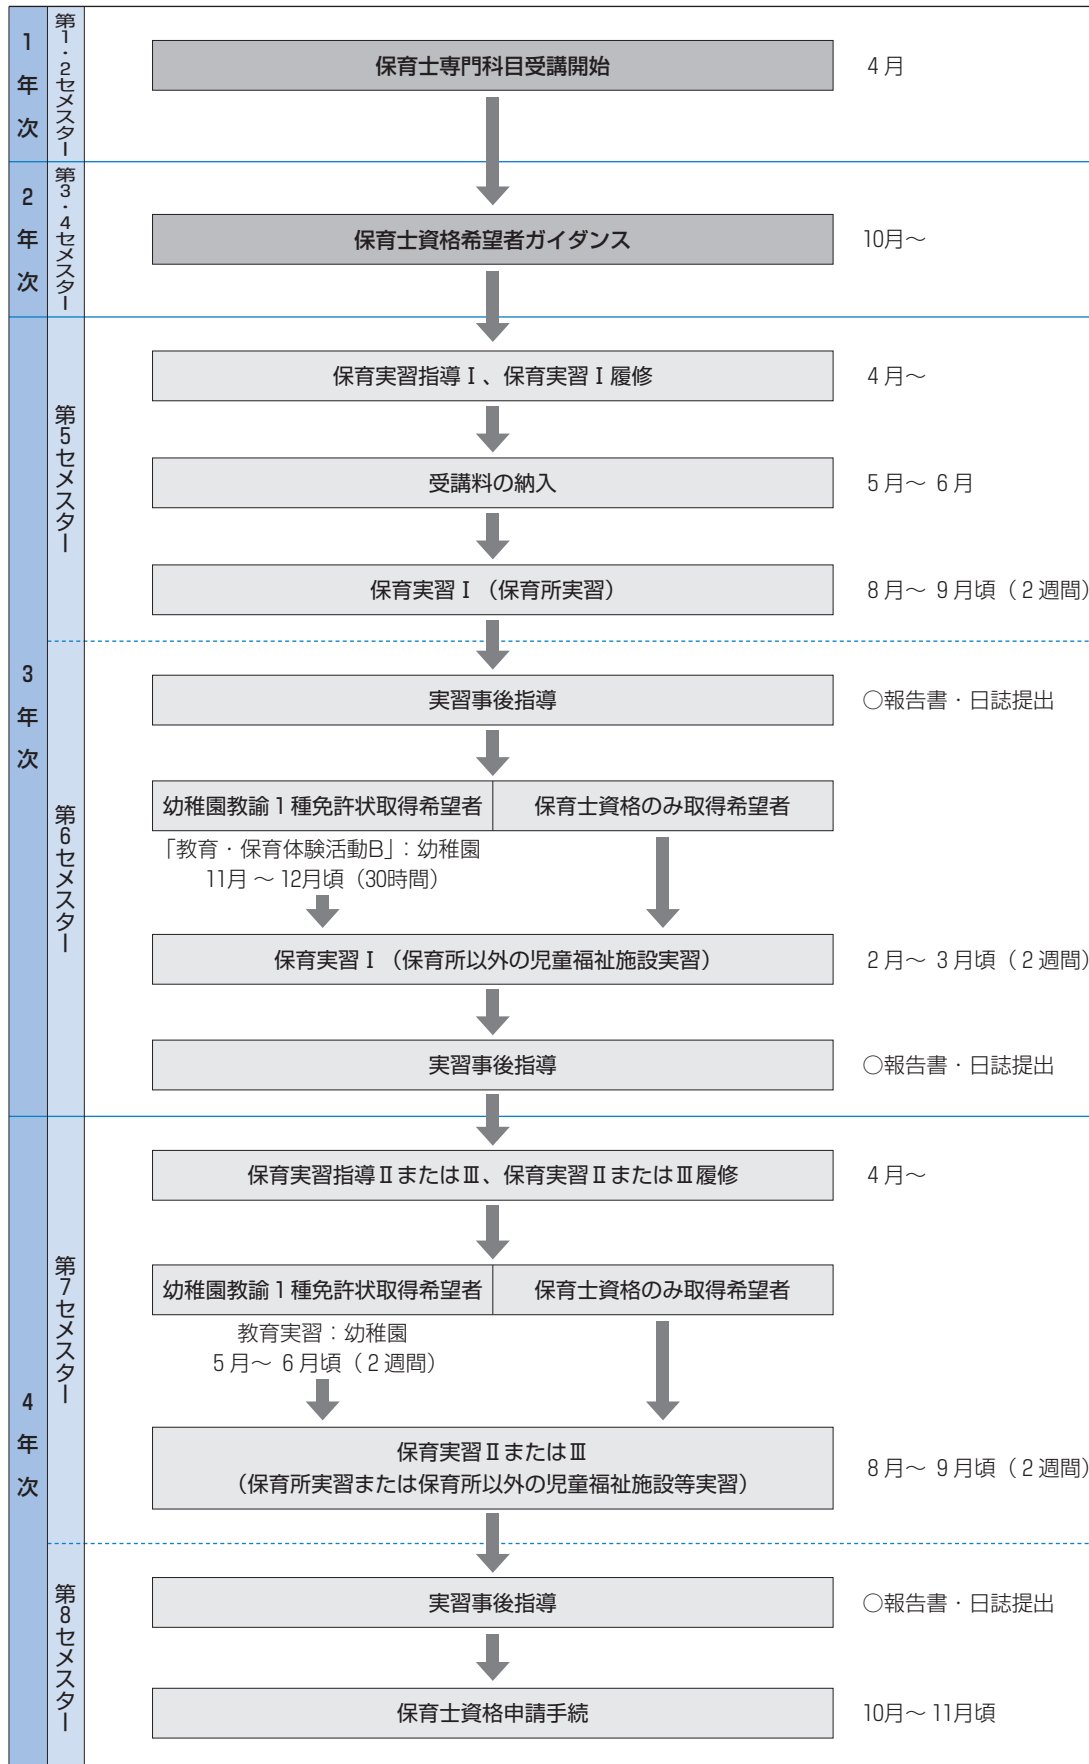 1年次
第1・2セメスター
保育士専門科目受講開始
4月
2年次
第3・4セメスター
保育士資格希望者ガイダンス
10月～
3年次
第5セメスター
保育実習指導Ⅰ、保育実習Ⅰ履修
4月～
受講料の納入
5月～6月
保育実習Ⅰ（保育所実習）
8月～9月頃（2週間）
第6セメスター
実習事後指導
○報告書・日誌提出
幼稚園教諭1種免許状取得希望者
保育士資格のみ取得希望者
「教育・保育体験活動B」：幼稚園
11月～12月頃（30時間）
保育実習Ⅰ（保育所以外の児童福祉施設実習）
2月～3月頃（2週間）
実習事後指導
○報告書・日誌提出
4年次
第7セメスター
保育実習指導ⅡまたはⅢ、保育実習ⅡまたはⅢ履修
4月～
幼稚園教諭1種免許状取得希望者
保育士資格のみ取得希望者
教育実習：幼稚園
5月～6月頃（2週間）
保育実習ⅡまたはⅢ
（保育所実習または保育所以外の児童福祉施設等実習）
8月～9月頃（2週間）
第8セメスター
実習事後指導
○報告書・日誌提出
保育士資格申請手続
10月～11月頃